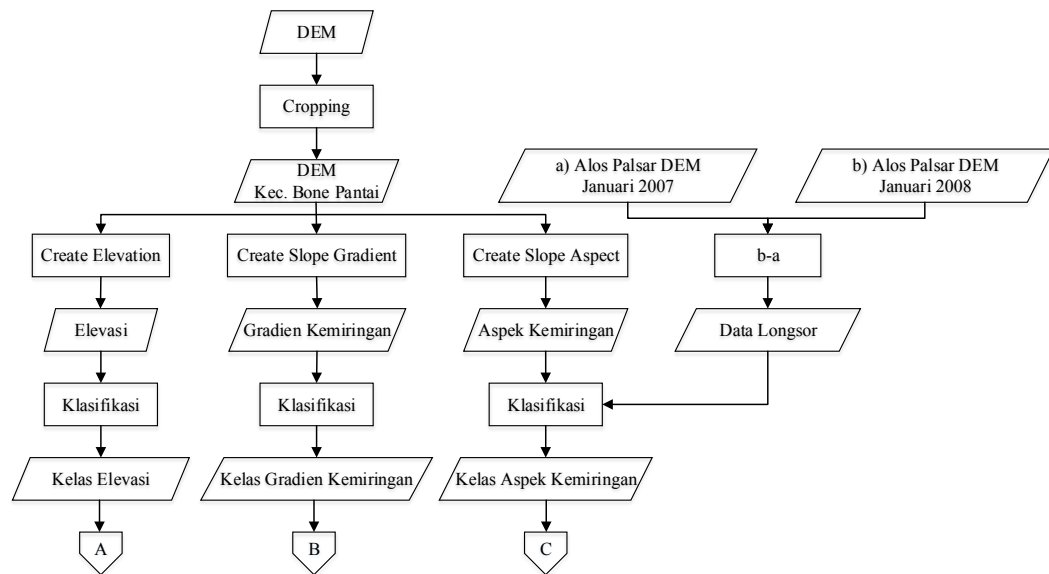 DEM
Cropping
DEM
Kec. Bone Pantai
a) Alos Palsar DEM
Januari 2007
b) Alos Palsar DEM
Januari 2008
Create Elevation
Create Slope Gradient
Create Slope Aspect
b-a
Elevasi
Gradien Kemiringan
Aspek Kemiringan
Data Longsor
Klasifikasi
Klasifikasi
Klasifikasi
Kelas Elevasi
Kelas Gradien Kemiringan
Kelas Aspek Kemiringan
A
B
C